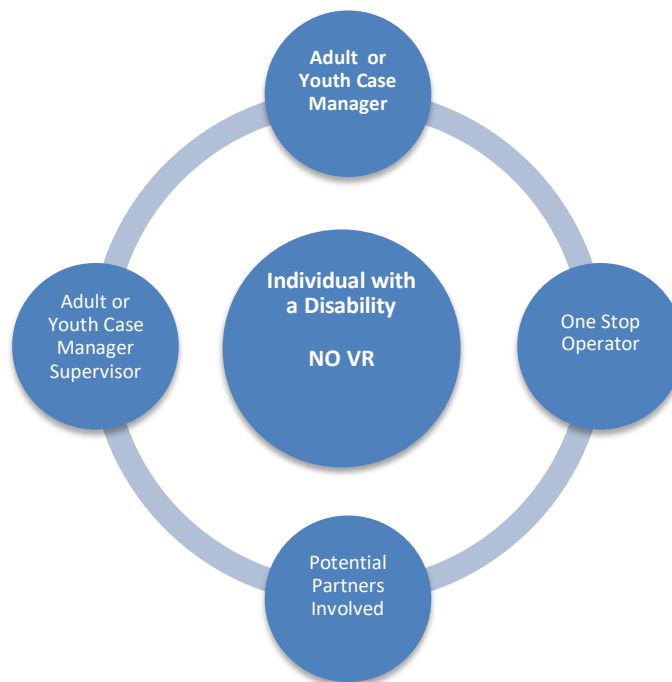 Adult or
Youth Case
Manager
Individual with
a Disability
NO VR
Adult or
Youth Case
Manager
Supervisor
One Stop
Operator
Potential
Partners
Involved